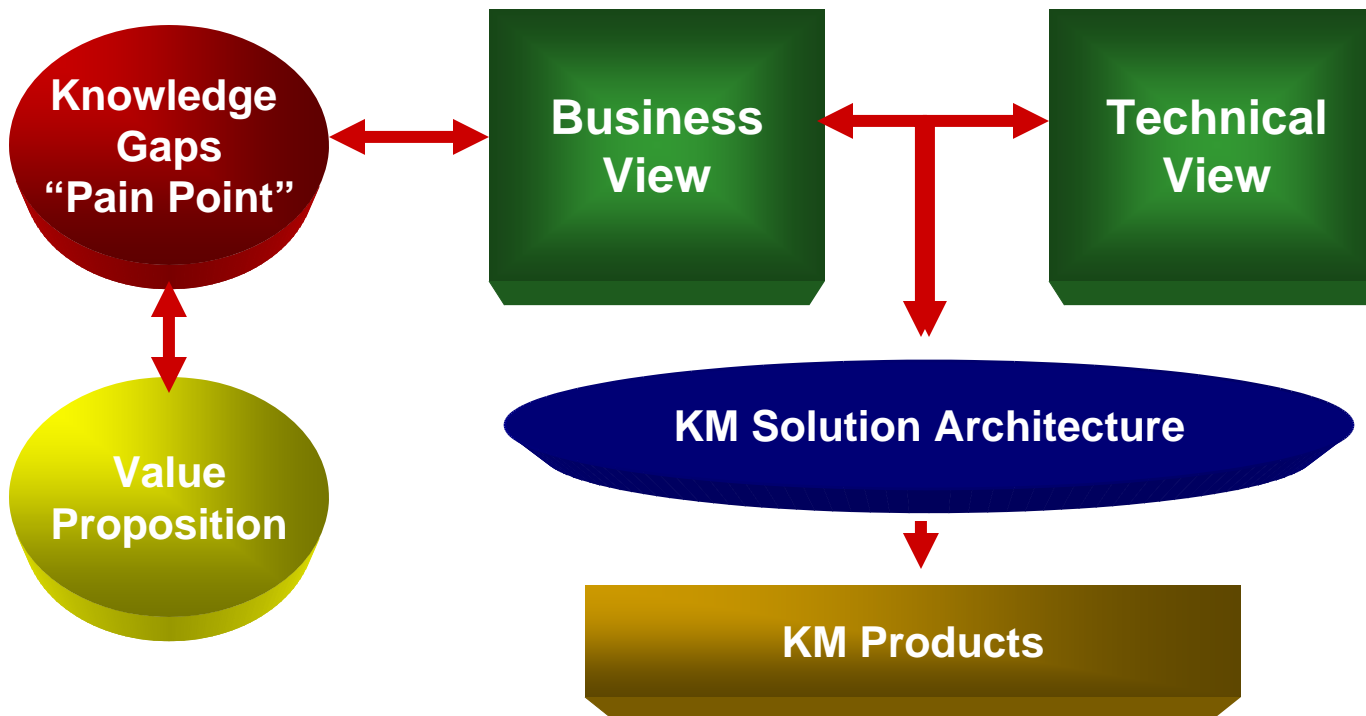 Knowledge
Gaps
“Pain Point”
Business
View
Technical
View
KM Solution Architecture
Value
Proposition
KM Products